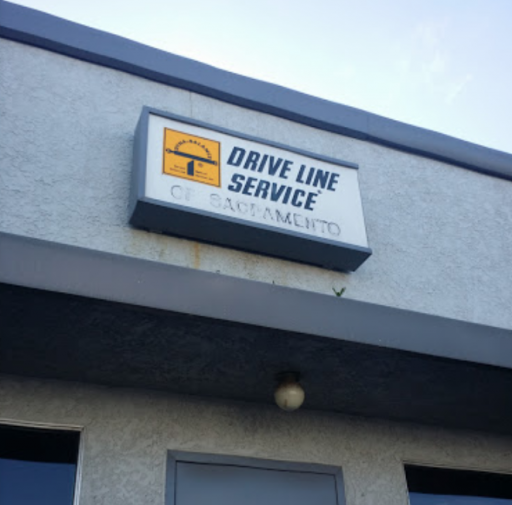 DRIVE LINE
SERVICE
OF SACRAMENTO